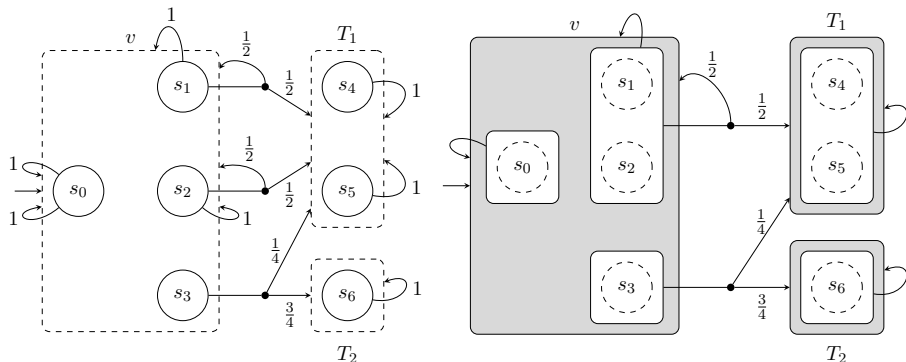 1 v 1/2 T₁
s₁ 1/2 s₄ 1
1 s₀ 1/2
1 s₂ 1 1/2 s₅ 1
1/4
s₃ 3/4 s₆ 1
T₂
v T₁
s₁ 1/2 s₄
1/2
s₀ s₂ s₅
1/4
s₃ 3/4 s₆
T₂